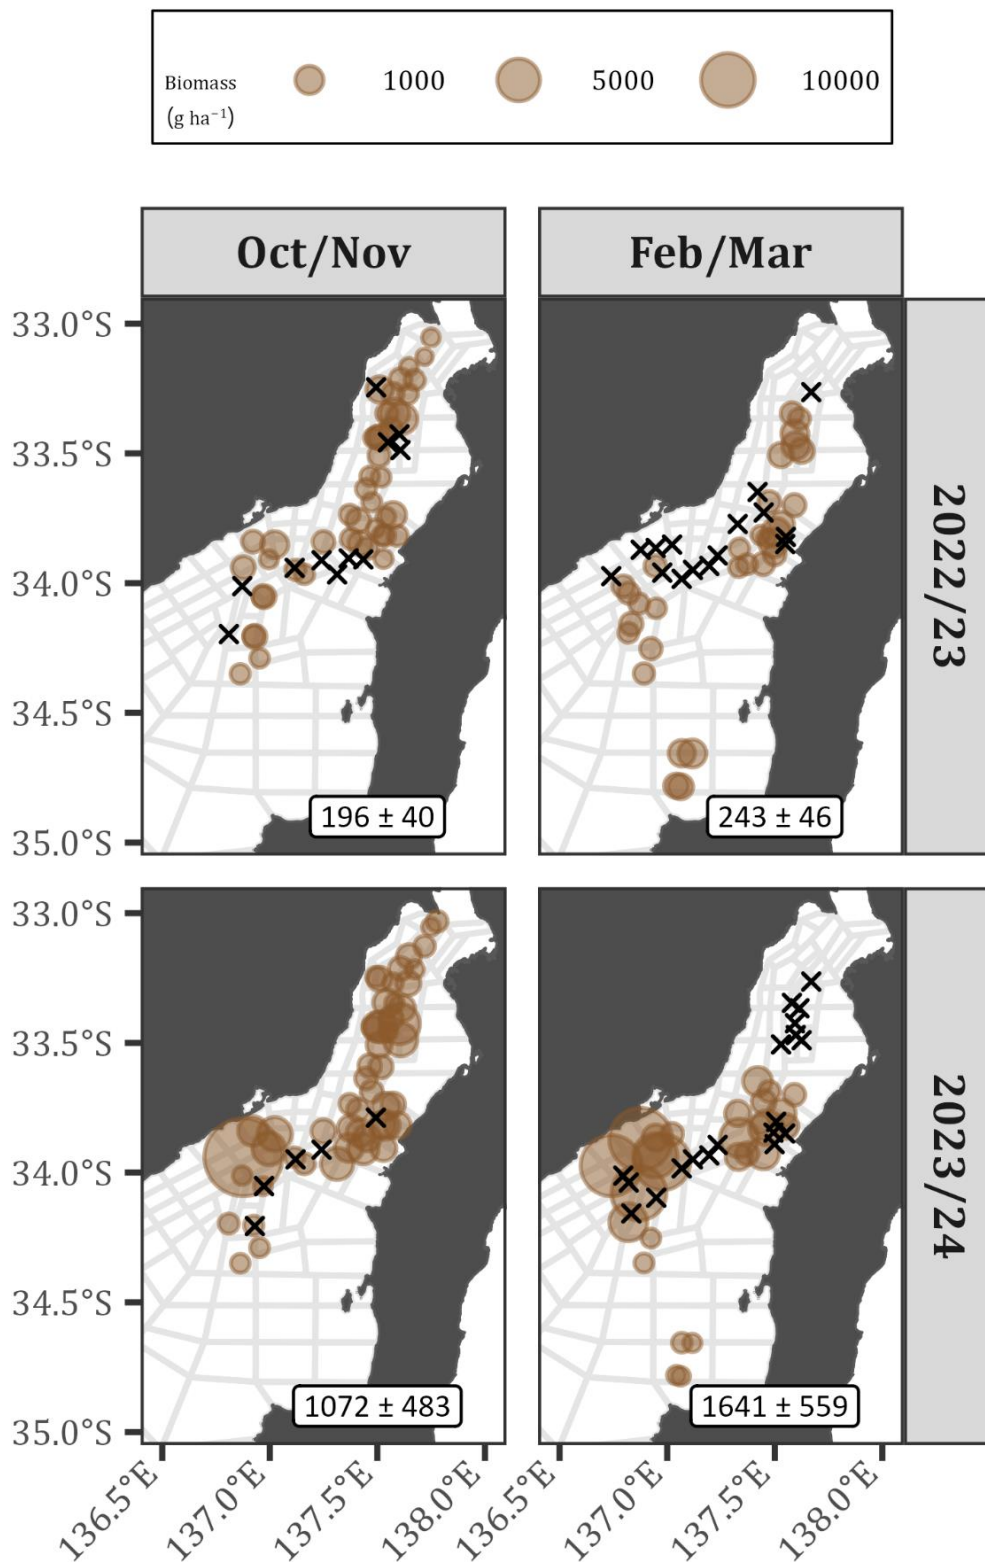 Biomass 1000 5000 10000
(g ha⁻¹)
Oct/Nov Feb/Mar
33.0°S
33.5°S
34.0°S
34.5°S
35.0°S
196 ± 40
243 ± 46
2022/23
33.0°S
33.5°S
34.0°S
34.5°S
35.0°S
1072 ± 483
1641 ± 559
2023/24
136.5°E 137.0°E 137.5°E 138.0°E
136.5°E 137.0°E 137.5°E 138.0°E